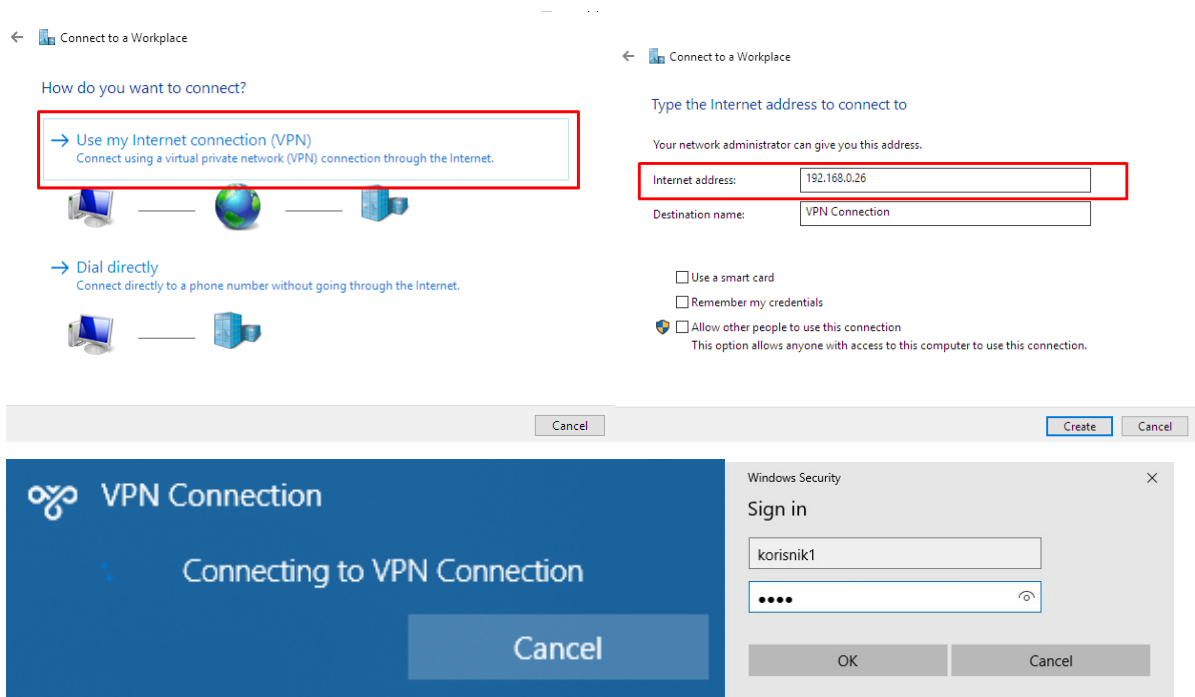 Connect to a Workplace
How do you want to connect?
Use my Internet connection (VPN)
Connect using a virtual private network (VPN) connection through the Internet.
Dial directly
Connect directly to a phone number without going through the Internet.
Cancel
Connect to a Workplace
Type the Internet address to connect to
Your network administrator can give you this address.
Internet address: 192.168.0.26
Destination name: VPN Connection
Use a smart card
Remember my credentials
Allow other people to use this connection
This option allows anyone with access to this computer to use this connection.
Create Cancel
VPN Connection
Connecting to VPN Connection
Cancel
Windows Security
Sign in
korisnik1
••••
OK Cancel